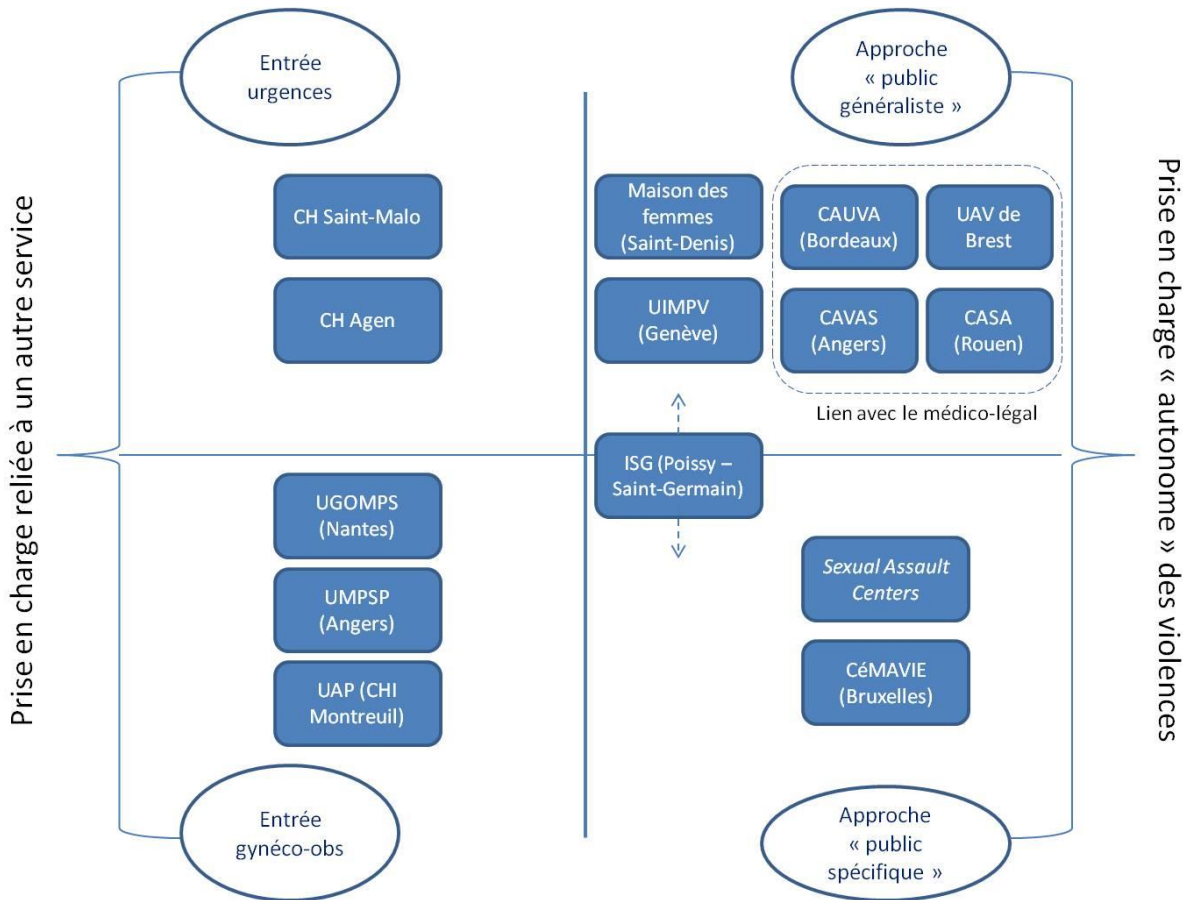 Prise en charge reliée à un autre service
Entrée
urgences
CH Saint-Malo
CH Agen
UGOMPS
(Nantes)
UMPSP
(Angers)
UAP (CHI
Montreuil)
Entrée
gynéco-obs
Approche
« public
généraliste »
Maison des
femmes
(Saint-Denis)
CAUVA
(Bordeaux)
UAV de
Brest
UIMPV
(Genève)
CAVAS
(Angers)
CASA
(Rouen)
Lien avec le médico-légal
ISG (Poissy –
Saint-Germain)
Sexual Assault
Centers
CéMAVIE
(Bruxelles)
Approche
« public
spécifique »
Prise en charge « autonome » des violences